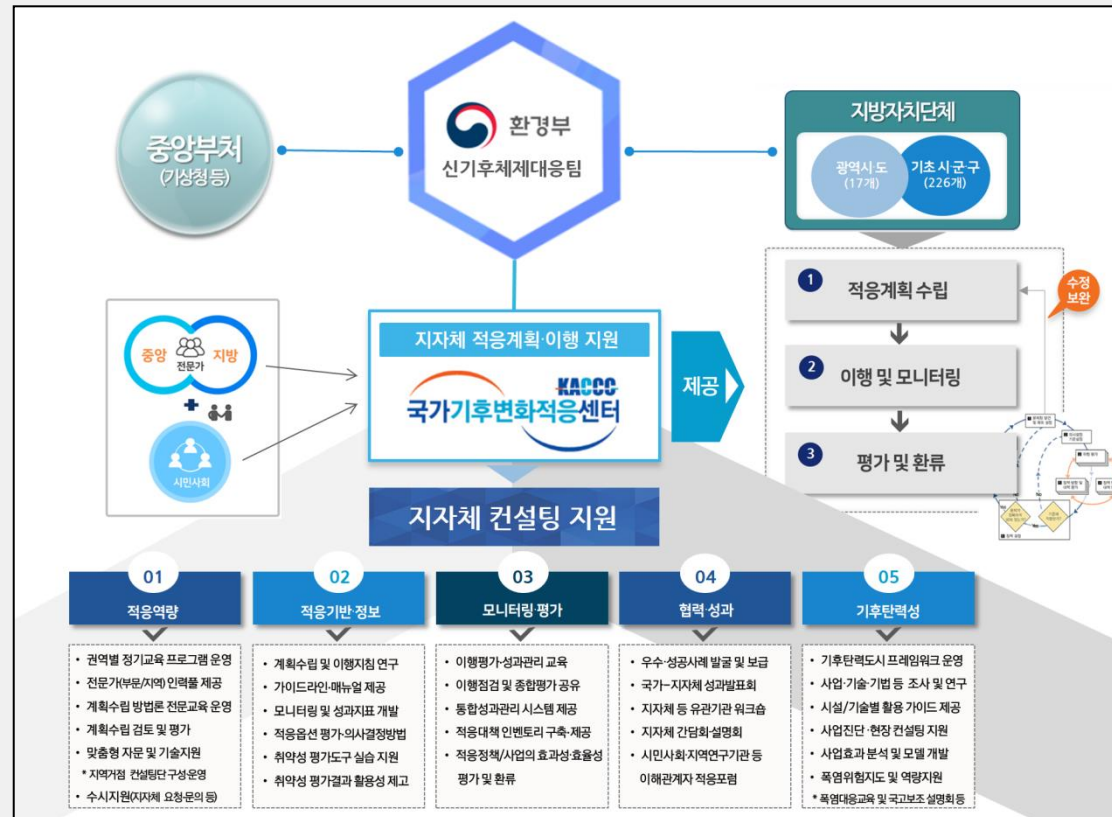 중앙부처
(기상청 등)
환경부
신기후체제대응팀
지방자치단체
광역시 도
(17개)
기초 시·군·구
(226개)
1
적응계획 수립
수정
보완
2
이행 및 모니터링
3
평가 및 환류
중앙
전문가
지방
시민사회
지자체 적응계획·이행 지원
KACCC
국가기후변화적응센터
제공
지자체 컨설팅 지원
01
적응역량
• 권역별 정기교육 프로그램 운영
• 전문가(부문/지역) 인력풀 제공
• 계획수립 방법론 전문교육 운영
• 계획수립 검토 및 평가
• 맞춤형 자문 및 기술지원
* 지역거점 컨설팅단 구성·운영
• 수시지원(지자체 요청·문의 등)
02
적응기반·정보
• 계획수립 및 이행지침 연구
• 가이드라인·매뉴얼 제공
• 모니터링 및 성과지표 개발
• 적응옵션 평가·의사결정방법
• 취약성 평가도구 실습 지원
• 취약성 평가결과 활용성 제고
03
모니터링·평가
• 이행평가·성과관리 교육
• 이행점검 및 종합평가 공유
• 통합성과관리 시스템 제공
• 적응대책 인벤토리 구축·제공
• 적응정책/사업의 효과성·효율성
평가 및 환류
04
협력·성과
• 우수·성공사례 발굴 및 보급
• 국가-지자체 성과발표회
• 지자체 등 유관기관 워크숍
• 지자체 간담회·설명회
• 시민사회·지역연구기관 등
이해관계자 적응포럼
05
기후탄력성
• 기후탄력도시 프레임워크 운영
• 사업·기술·기법 등 조사 및 연구
• 시설/기술별 활용 가이드 제공
• 사업진단·현장 컨설팅 지원
• 사업효과 분석 및 모델 개발
• 폭염위험지도 및 역량지원
* 폭염대응교육 및 국고보조 설명회 등